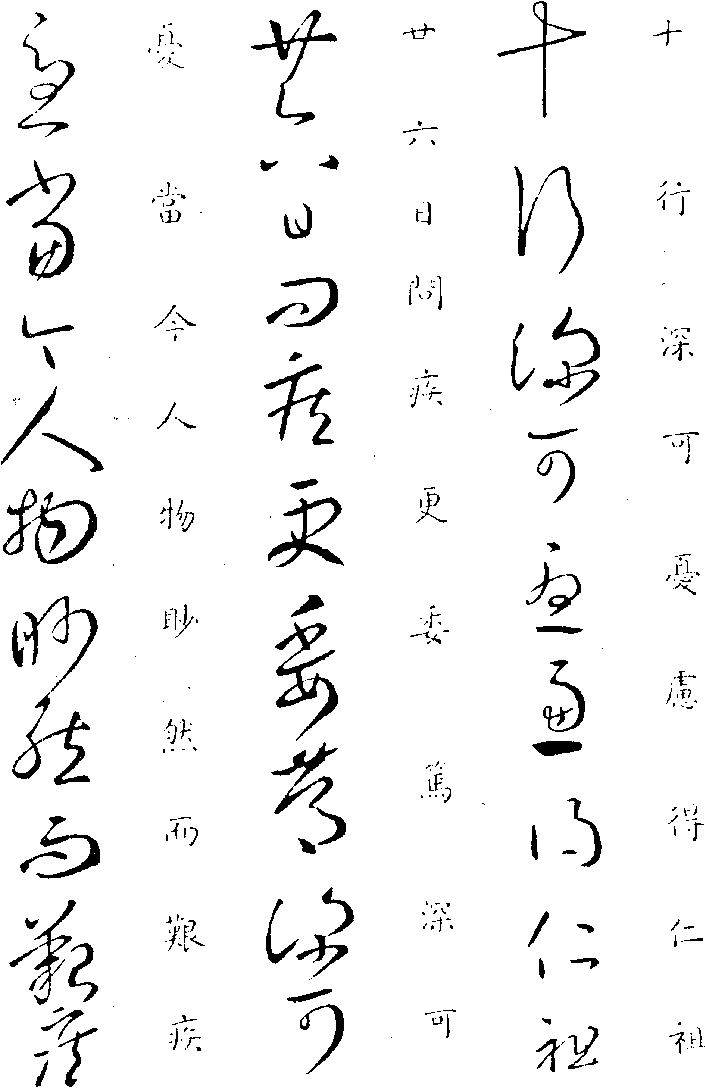 十行深可憂慮得仁祖
十行深可憂慮得仁祖
廿六日問疾更委篤深可
廿六日問疾更委篤深可
憂當今人物眇然而艱疾
憂當今人物眇然而艱疾